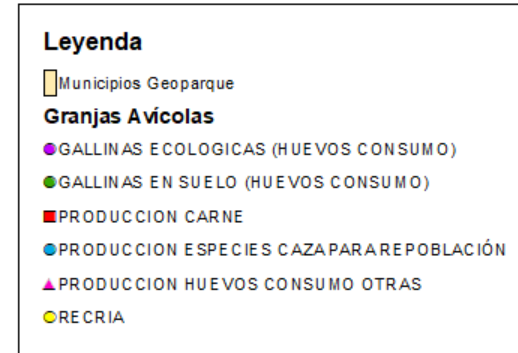 Leyenda
Municipios Geoparque
Granjas Avícolas
GALLINAS ECOLOGICAS (HUEVOS CONSUMO)
GALLINAS EN SUELO (HUEVOS CONSUMO)
PRODUCCION CARNE
PRODUCCION ESPECIES CAZA PARA REPOBLACIÓN
PRODUCCION HUEVOS CONSUMO OTRAS
RECRIA